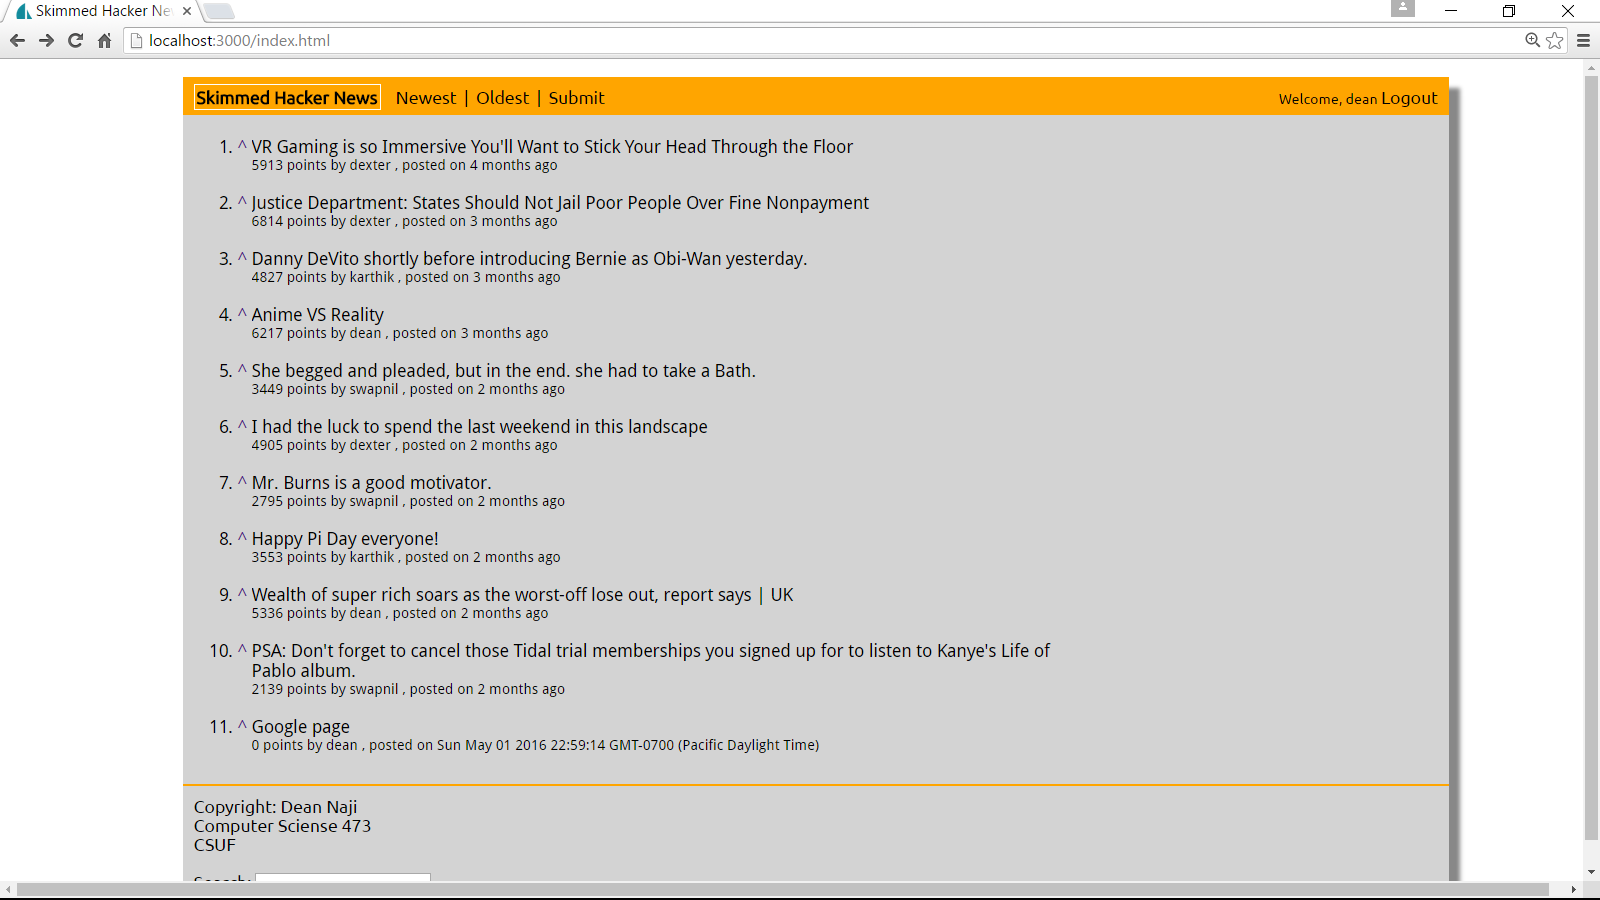 Skimmed Hacker Ne
localhost:3000/index.html
Skimmed Hacker News Newest | Oldest | Submit Welcome, dean Logout
1. ^ VR Gaming is so Immersive You'll Want to Stick Your Head Through the Floor
5913 points by dexter , posted on 4 months ago
2. ^ Justice Department: States Should Not Jail Poor People Over Fine Nonpayment
6814 points by dexter , posted on 3 months ago
3. ^ Danny DeVito shortly before introducing Bernie as Obi-Wan yesterday.
4827 points by karthik , posted on 3 months ago
4. ^ Anime VS Reality
6217 points by dean , posted on 3 months ago
5. ^ She begged and pleaded, but in the end. she had to take a Bath.
3449 points by swapnil , posted on 2 months ago
6. ^ I had the luck to spend the last weekend in this landscape
4905 points by dexter , posted on 2 months ago
7. ^ Mr. Burns is a good motivator.
2795 points by swapnil , posted on 2 months ago
8. ^ Happy Pi Day everyone!
3553 points by karthik , posted on 2 months ago
9. ^ Wealth of super rich soars as the worst-off lose out, report says | UK
5336 points by dean , posted on 2 months ago
10. ^ PSA: Don't forget to cancel those Tidal trial memberships you signed up for to listen to Kanye's Life of
Pablo album.
2139 points by swapnil , posted on 2 months ago
11. ^ Google page
0 points by dean , posted on Sun May 01 2016 22:59:14 GMT-0700 (Pacific Daylight Time)
Copyright: Dean Naji
Computer Sciense 473
CSUF
Search: